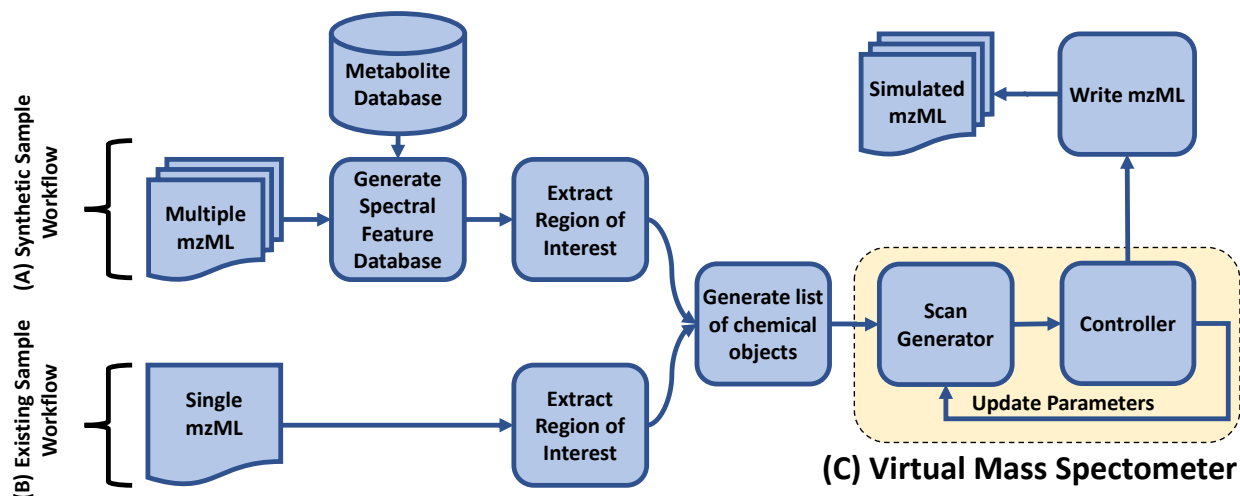 (A) Synthetic Sample
Workflow
Metabolite
Database
Multiple
mzML
Generate
Spectral
Feature
Database
Extract
Region of
Interest
(B) Existing Sample
Workflow
Single
mzML
Extract
Region of
Interest
Generate list
of chemical
objects
Scan
Generator
Controller
Update Parameters
(C) Virtual Mass Spectometer
Write mzML
Simulated
mzML